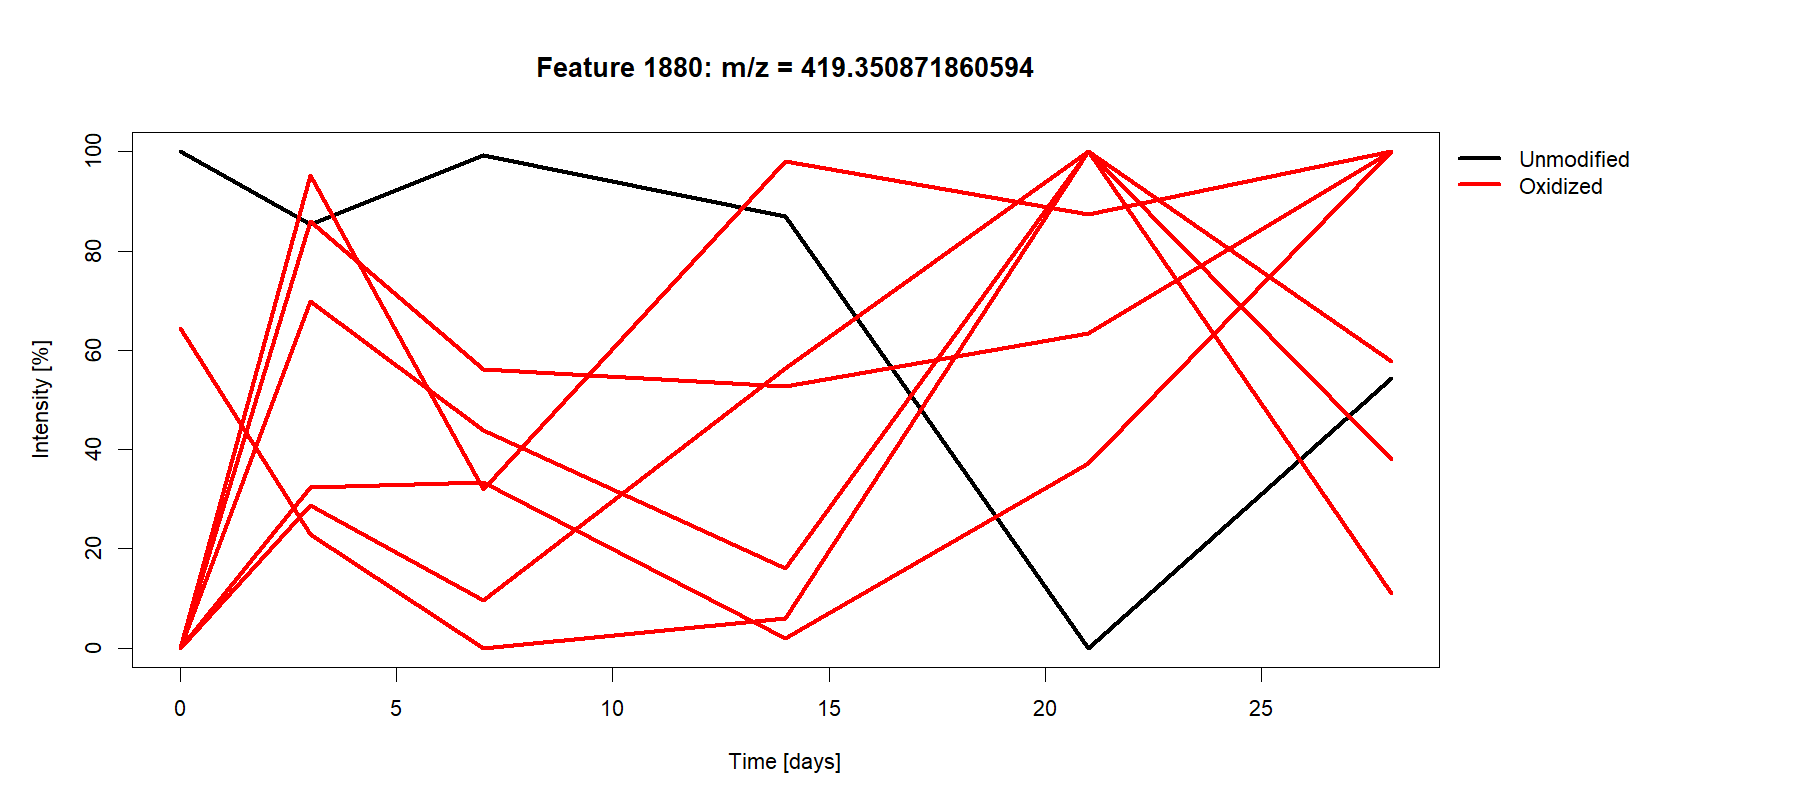 Feature 1880: m/z = 419.350871860594
Unmodified
Oxidized
Intensity [%]
100
80
60
40
20
0
0 5 10 15 20 25
Time [days]